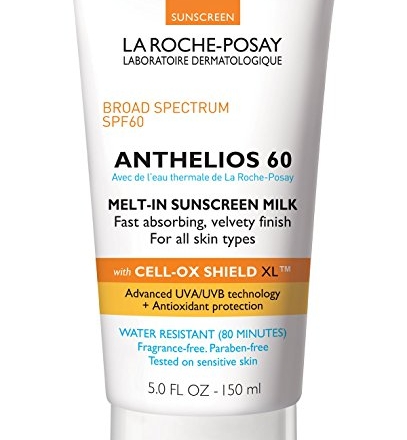 SUNSCREEN
LA ROCHE-POSAY
LABORATOIRE DERMATOLOGIQUE
BROAD SPECTRUM
SPF60
ANTHELIOS 60
Avec de l'eau thermale de La Roche-Posay
MELT-IN SUNSCREEN MILK
Fast absorbing, velvety finish
For all skin types
with CELL-OX SHIELD XL™
Advanced UVA/UVB technology
+ Antioxidant protection
WATER RESISTANT (80 MINUTES)
Fragrance-free. Paraben-free
Tested on sensitive skin
5.0 FL OZ - 150 ml